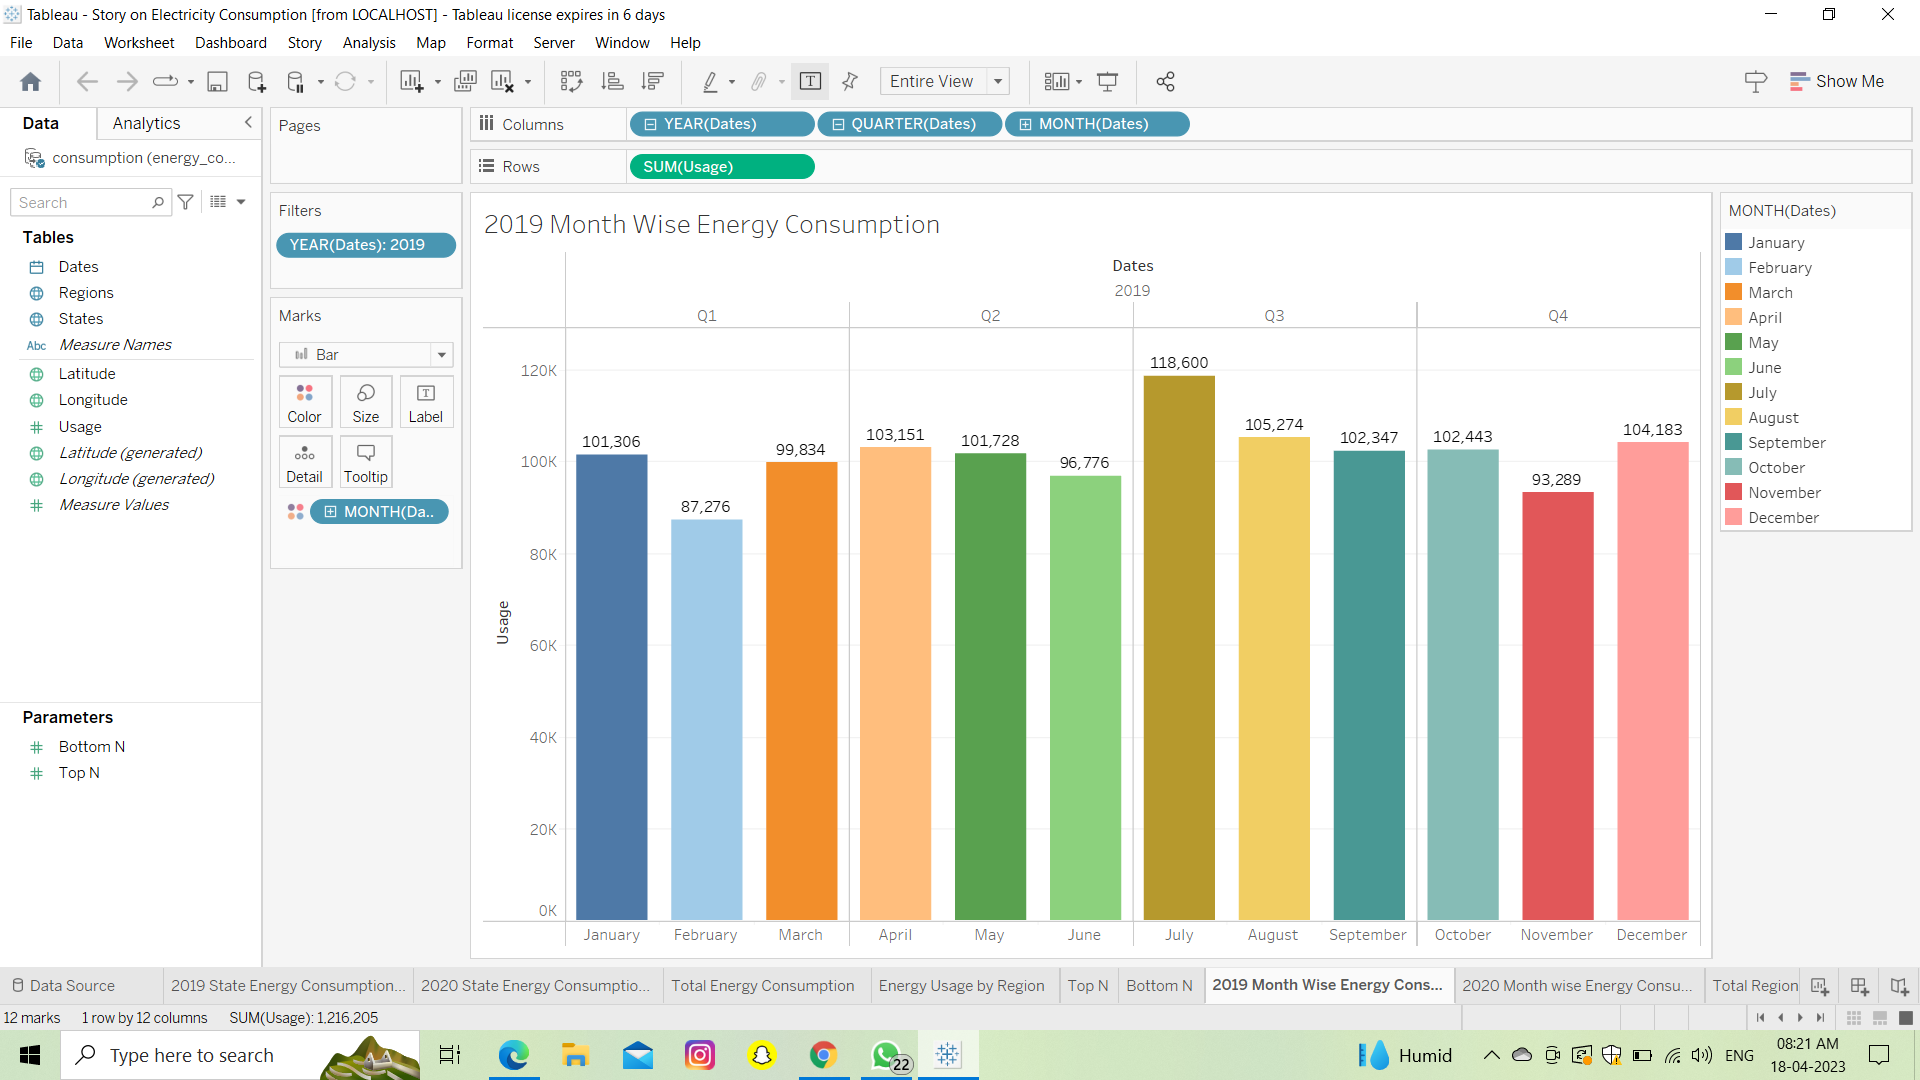 Tableau - Story on Electricity Consumption [from LOCALHOST] - Tableau license expires in 6 days
File Data Worksheet Dashboard Story Analysis Map Format Server Window Help
Entire View
Show Me
Data Analytics
consumption (energy_co...
Search
Tables
Dates
Regions
States
Abc Measure Names
Latitude
Longitude
Usage
Latitude (generated)
Longitude (generated)
Measure Values
Parameters
Bottom N
Top N
Pages
Filters
YEAR(Dates): 2019
Marks
Bar
Color Size Label
Detail Tooltip
MONTH(Da..
Columns YEAR(Dates) QUARTER(Dates) MONTH(Dates)
Rows SUM(Usage)
2019 Month Wise Energy Consumption
Dates
2019
Q1 Q2 Q3 Q4
120K
100K
80K
60K
40K
20K
0K
Usage
101,306 87,276 99,834 103,151 101,728 96,776 118,600 105,274 102,347 102,443 93,289 104,183
January February March April May June July August September October November December
MONTH(Dates)
January
February
March
April
May
June
July
August
September
October
November
December
Data Source 2019 State Energy Consumption... 2020 State Energy Consumptio... Total Energy Consumption Energy Usage by Region Top N Bottom N 2019 Month Wise Energy Cons... 2020 Month wise Energy Consu... Total Region
12 marks 1 row by 12 columns SUM(Usage): 1,216,205
Type here to search
22
Humid
ENG
08:21 AM
18-04-2023